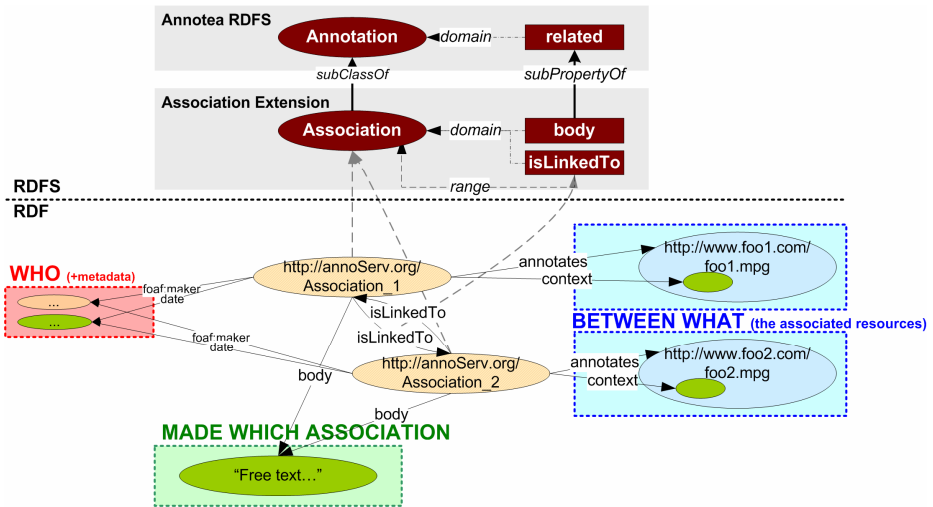 Annotea RDFS
Annotation
domain
related
subClassOf
subPropertyOf
Association Extension
Association
domain
body
isLinkedTo
range
RDFS
RDF
http://www.foo1.com/
foo1.mpg
annotates
context
WHO (+metadata)
http://annoServ.org/
Association_1
foaf:maker
date
...
...
isLinkedTo
isLinkedTo
BETWEEN WHAT (the associated resources)
foaf:maker
date
body
http://annoServ.org/
Association_2
annotates
context
http://www.foo2.com/
foo2.mpg
body
MADE WHICH ASSOCIATION
“Free text…”